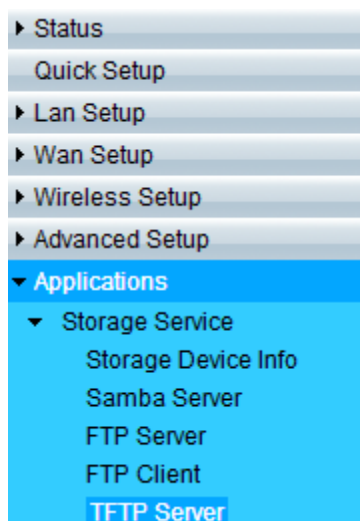 Status
Quick Setup
Lan Setup
Wan Setup
Wireless Setup
Advanced Setup
Applications
Storage Service
Storage Device Info
Samba Server
FTP Server
FTP Client
TFTP Server